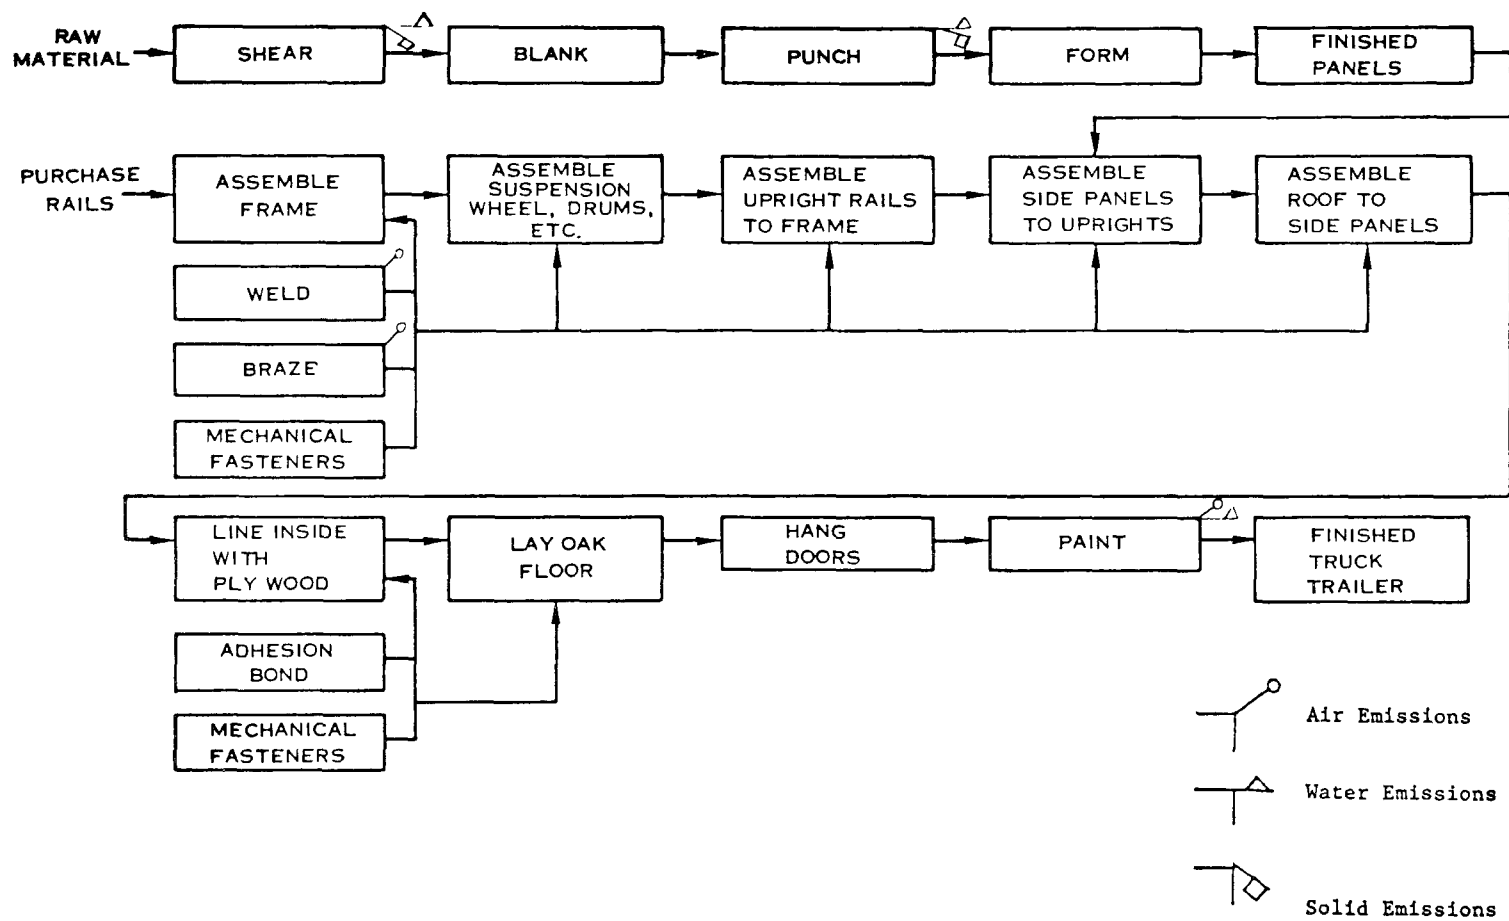 RAW
MATERIAL
SHEAR
BLANK
PUNCH
FORM
FINISHED
PANELS
PURCHASE
RAILS
ASSEMBLE
FRAME
ASSEMBLE
SUSPENSION
WHEEL, DRUMS,
ETC.
ASSEMBLE
UPRIGHT RAILS
TO FRAME
ASSEMBLE
SIDE PANELS
TO UPRIGHTS
ASSEMBLE
ROOF TO
SIDE PANELS
WELD
BRAZE
MECHANICAL
FASTENERS
LINE INSIDE
WITH
PLY WOOD
LAY OAK
FLOOR
HANG
DOORS
PAINT
FINISHED
TRUCK
TRAILER
ADHESION
BOND
MECHANICAL
FASTENERS
Air Emissions
Water Emissions
Solid Emissions